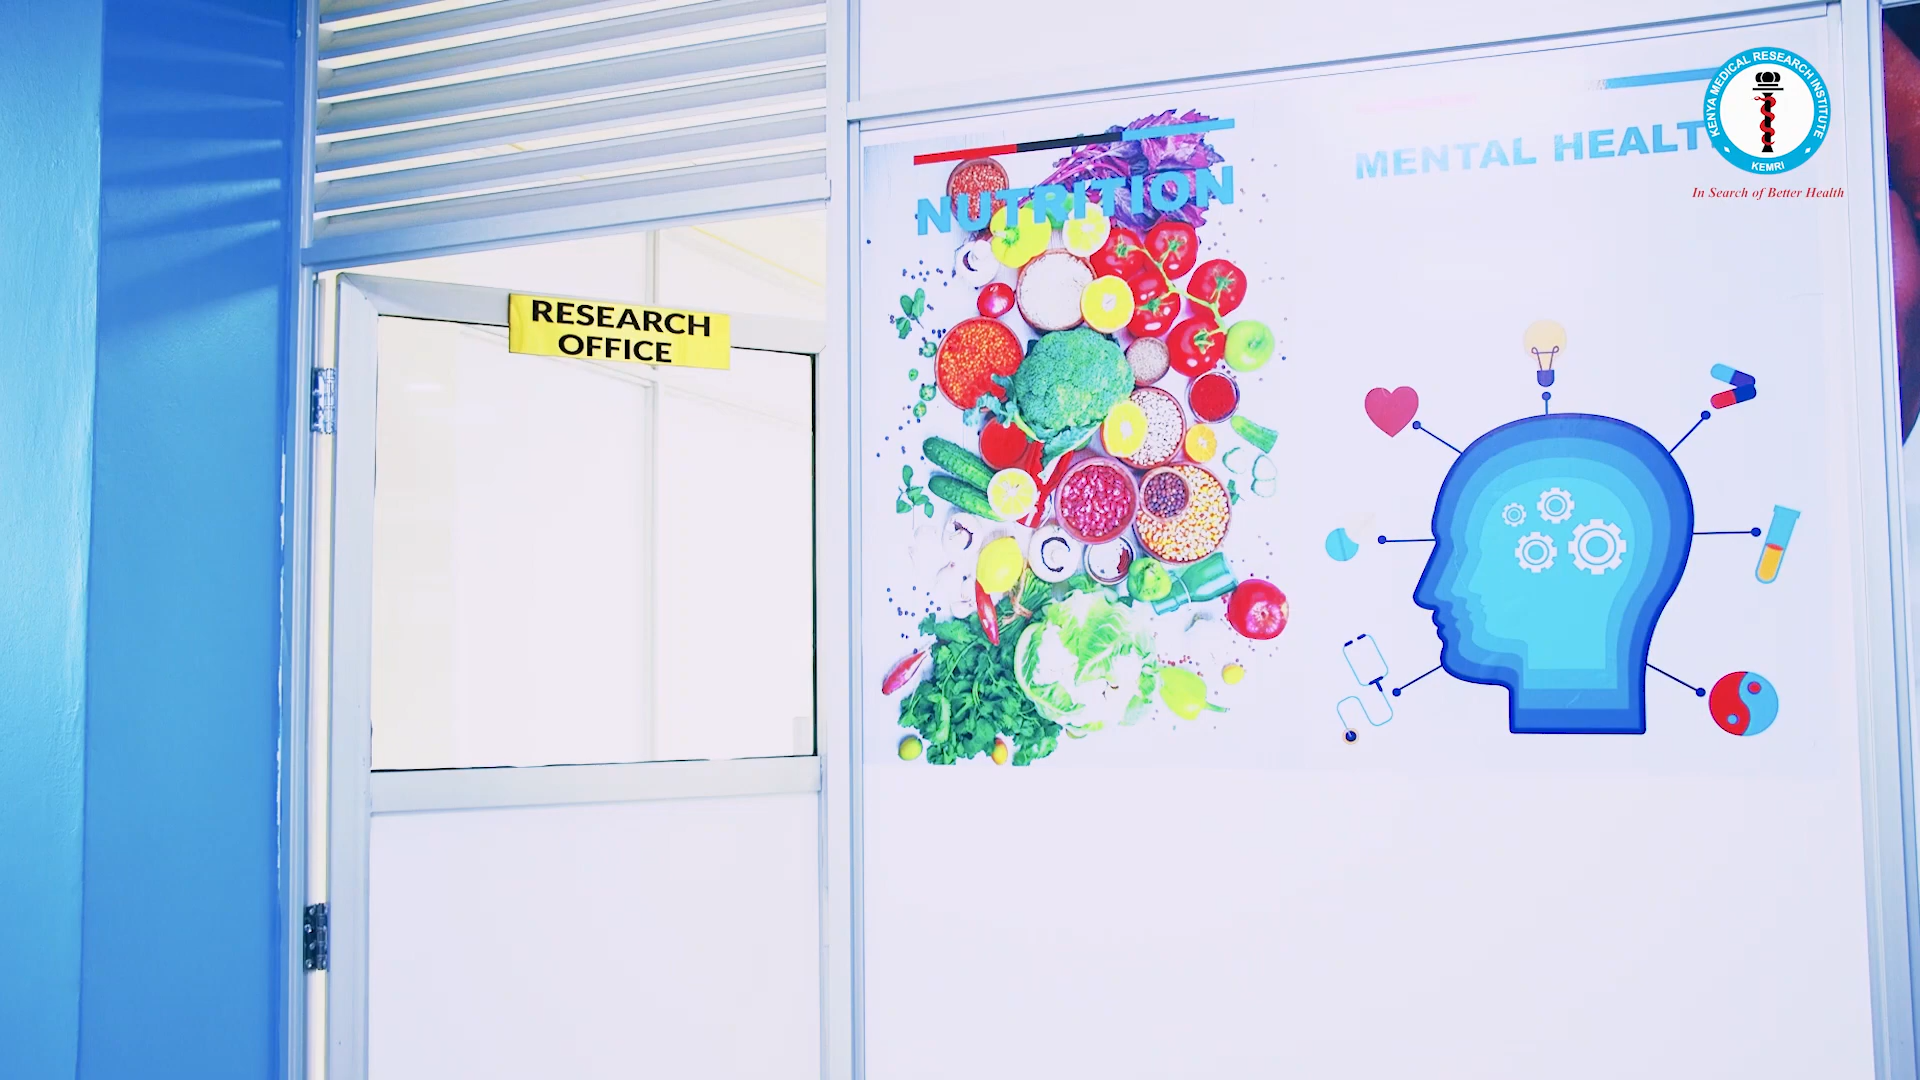 RESEARCH
OFFICE
NUTRITION
MENTAL HEALT
KENYA MEDICAL RESEARCH INSTITUTE
KEMRI
In Search of Better Health